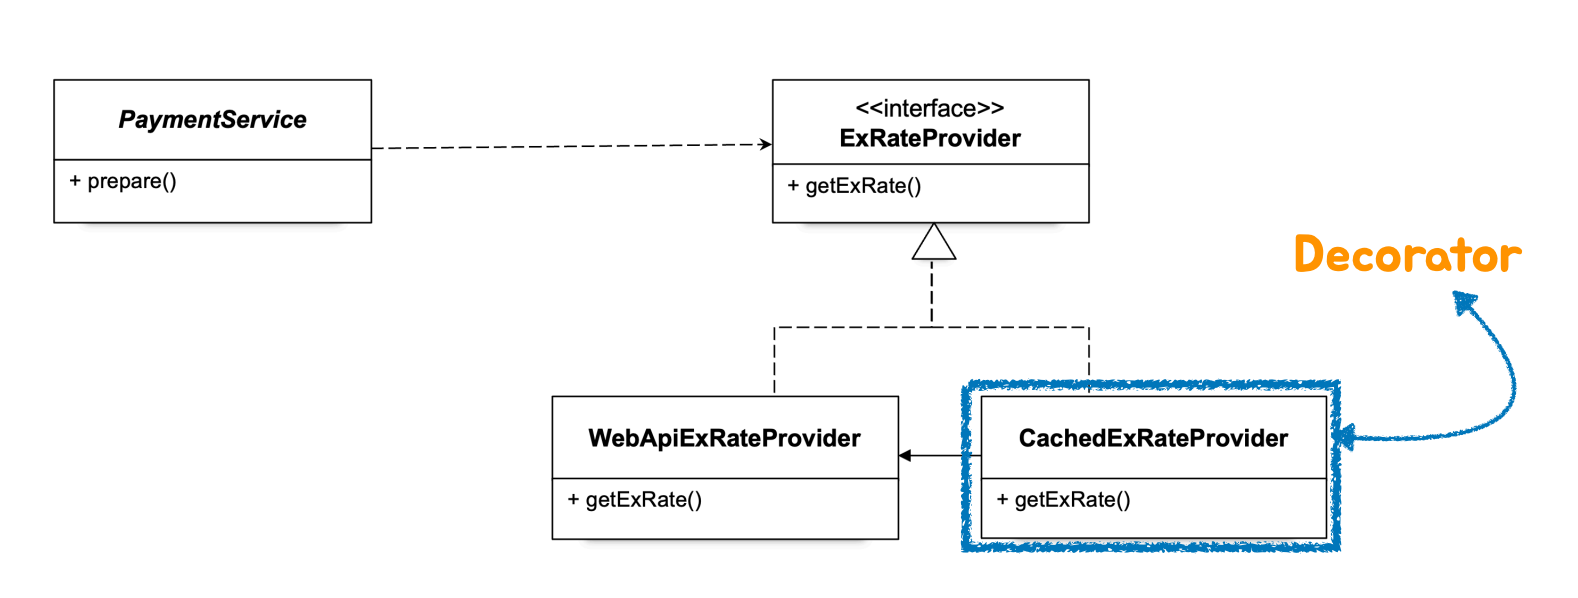 PaymentService
+ prepare()
<<interface>>
ExRateProvider
+ getExRate()
Decorator
WebApiExRateProvider
+ getExRate()
CachedExRateProvider
+ getExRate()